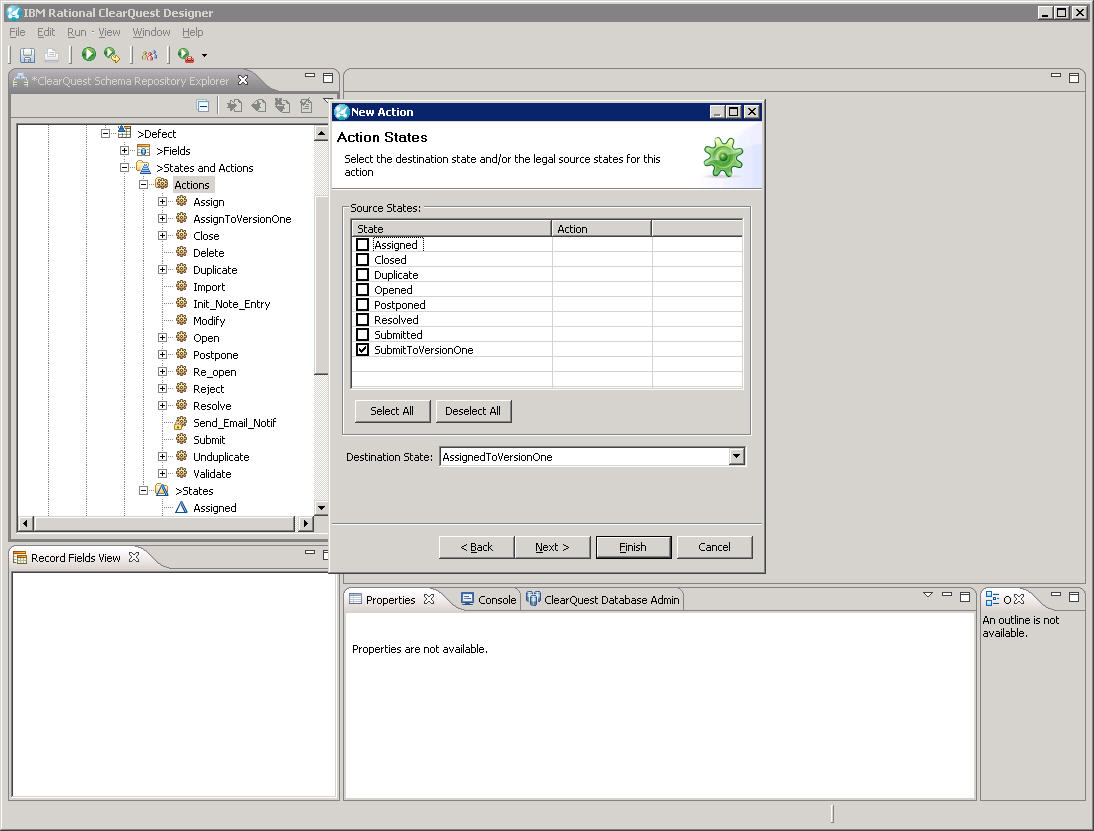 IBM Rational ClearQuest Designer
File Edit Run View Window Help
*ClearQuest Schema Repository Explorer
>Defect
>Fields
>States and Actions
Actions
Assign
AssignToVersionOne
Close
Delete
Duplicate
Import
Init_Note_Entry
Modify
Open
Postpone
Re_open
Reject
Resolve
Send_Email_Notif
Submit
Unduplicate
Validate
>States
Assigned
New Action
Action States
Select the destination state and/or the legal source states for this
action
Source States:
State Action
Assigned
Closed
Duplicate
Opened
Postponed
Resolved
Submitted
SubmitToVersionOne
Select All Deselect All
Destination State: AssignedToVersionOne
< Back Next > Finish Cancel
Record Fields View
Properties Console ClearQuest Database Admin
Properties are not available.
O
An outline is not
available.